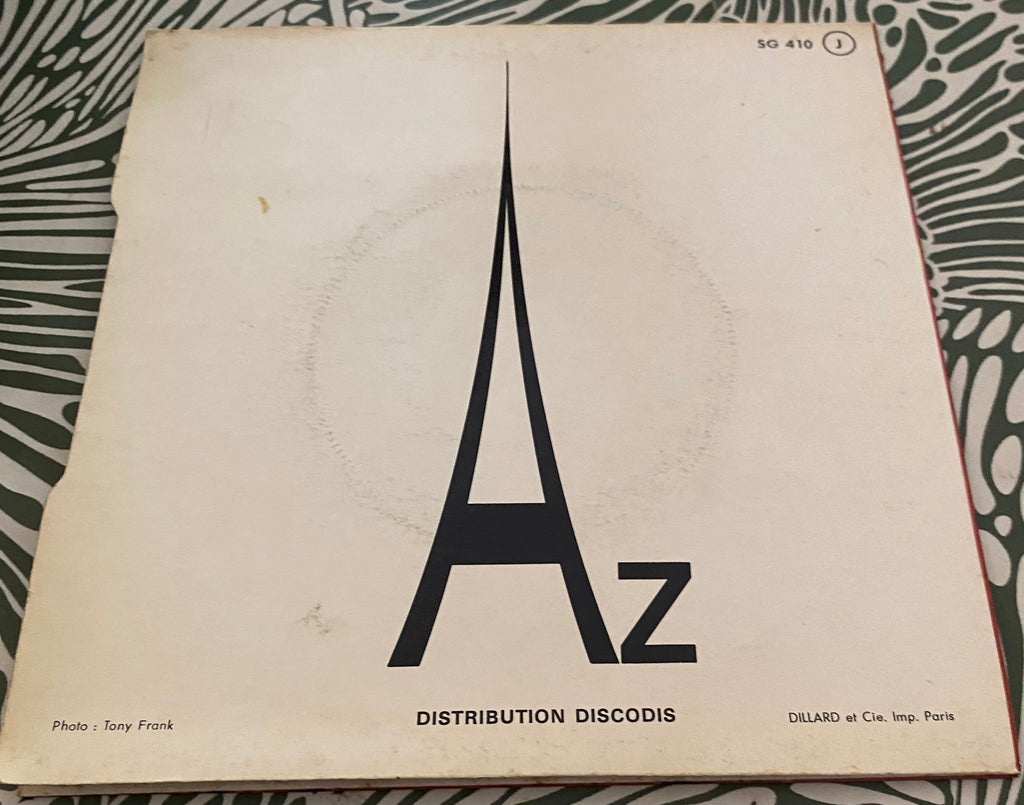 SG 410 J
Az
DISTRIBUTION DISCODIS
Photo : Tony Frank
DILLARD et Cie. Imp. Paris